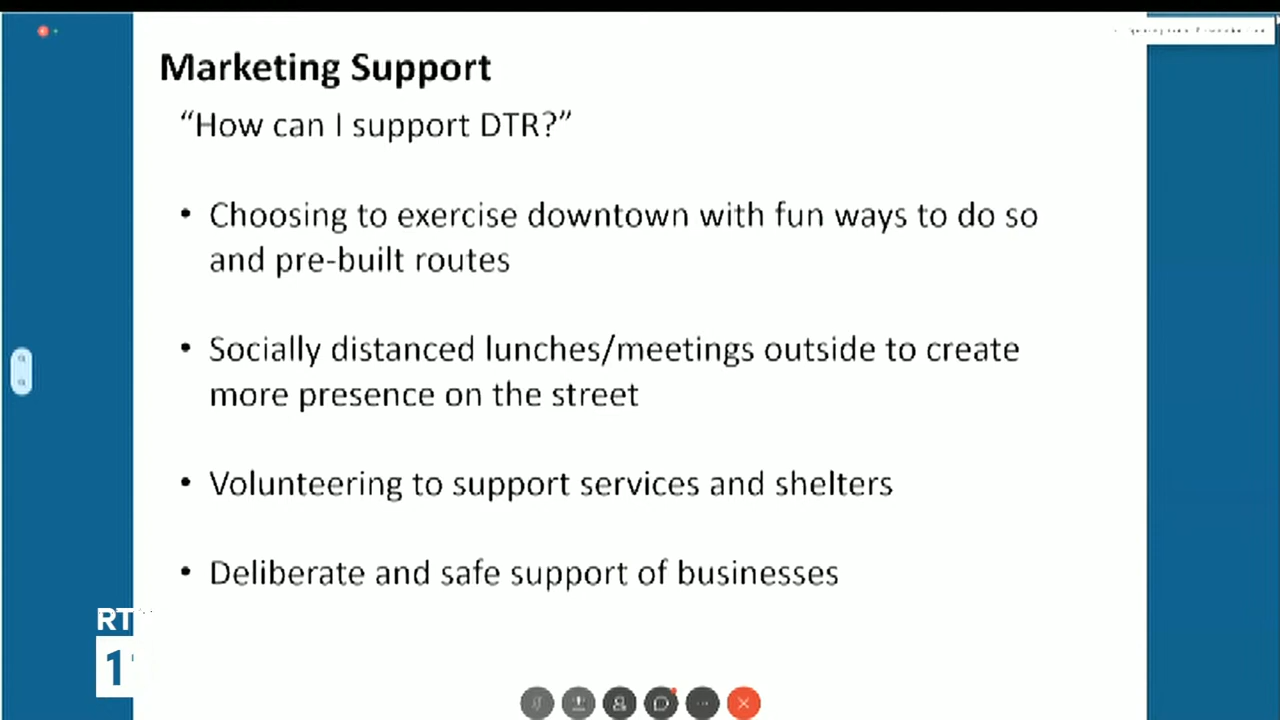 Marketing Support
“How can I support DTR?”
• Choosing to exercise downtown with fun ways to do so
and pre-built routes
• Socially distanced lunches/meetings outside to create
more presence on the street
• Volunteering to support services and shelters
• Deliberate and safe support of businesses
RT
1